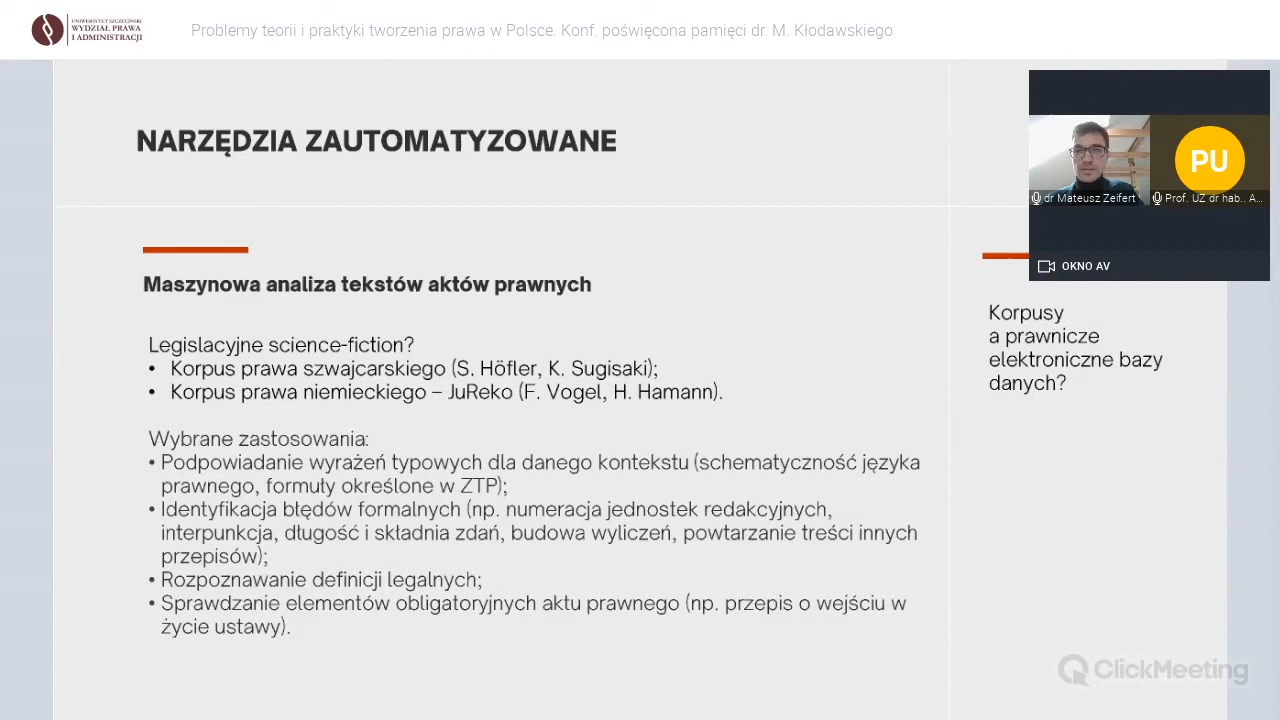 UNIWERSYTET SZCZECIŃSKI
WYDZIAŁ PRAWA
I ADMINISTRACJI
Problemy teorii i praktyki tworzenia prawa w Polsce. Konf. poświęcona pamięci dr. M. Kłodawskiego
NARZĘDZIA ZAUTOMATYZOWANE
Maszynowa analiza tekstów aktów prawnych
Legislacyjne science-fiction?
• Korpus prawa szwajcarskiego (S. Höfler, K. Sugisaki);
• Korpus prawa niemieckiego – JuReko (F. Vogel, H. Hamann).
Wybrane zastosowania:
• Podpowiadanie wyrażeń typowych dla danego kontekstu (schematyczność języka
prawnego, formuły określone w ZTP);
• Identyfikacja błędów formalnych (np. numeracja jednostek redakcyjnych,
interpunkcja, długość i składnia zdań, budowa wyliczeń, powtarzanie treści innych
przepisów);
• Rozpoznawanie definicji legalnych;
• Sprawdzanie elementów obligatoryjnych aktu prawnego (np. przepis o wejściu w
życie ustawy).
PU
dr Mateusz Zeifert
Prof. UZ dr hab.. A...
OKNO AV
Korpusy
a prawnicze
elektroniczne bazy
danych?
ClickMeeting